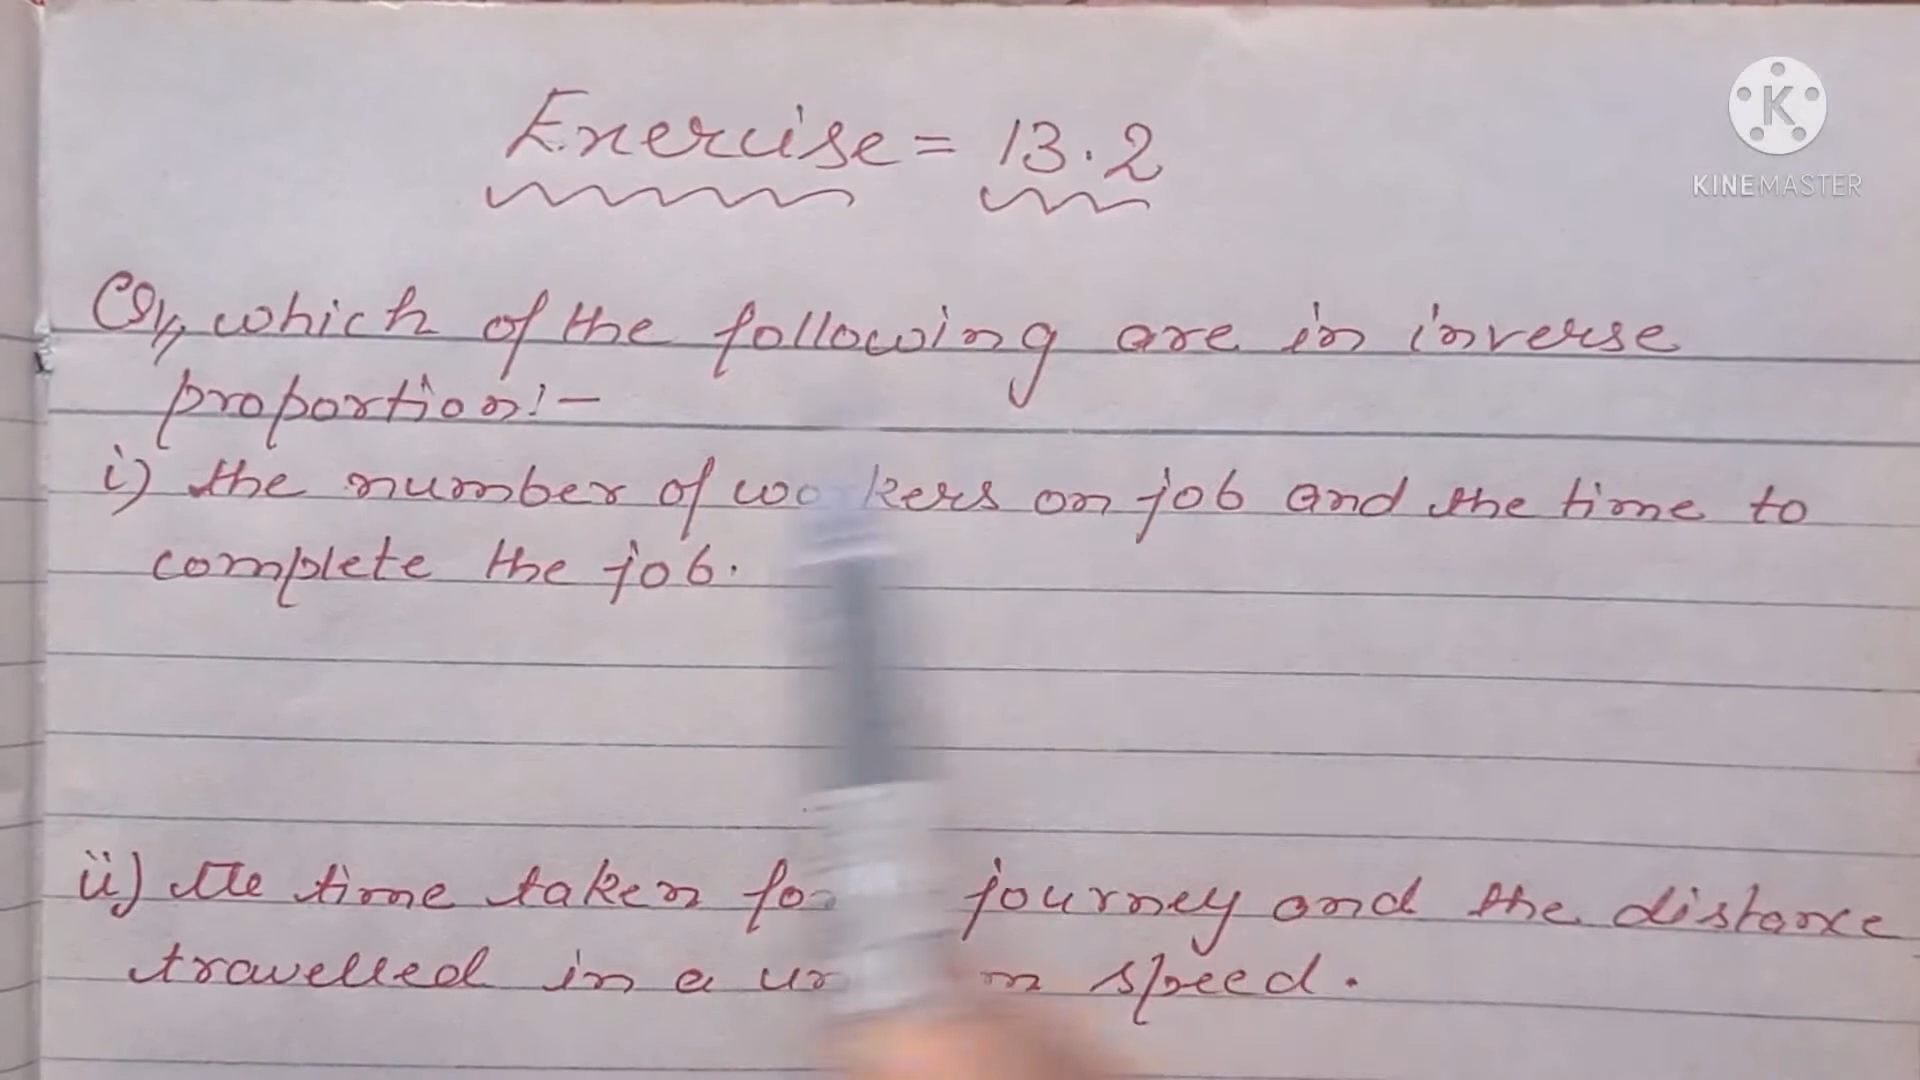 Exercise = 13.2
KINEMASTER
Q1, which of the following are in inverse
proportion:-
i) the number of wo kers on job and the time to
complete the job.
ii) the time taken fo journey and the distance
travelled in a un m speed.